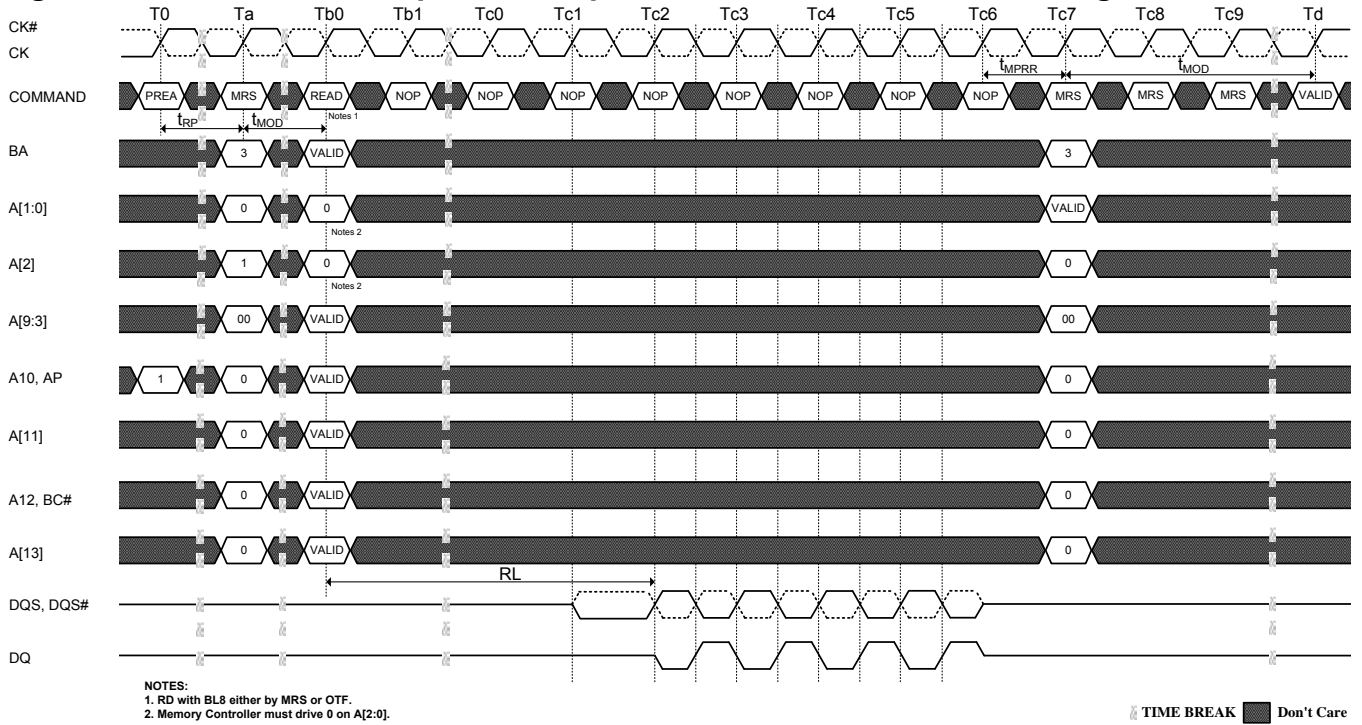 T0 Ta Tb0 Tb1 Tc0 Tc1 Tc2 Tc3 Tc4 Tc5 Tc6 Tc7 Tc8 Tc9 Td
CK#
CK
tMPRR tMOD
COMMAND PREA MRS READ NOP NOP NOP NOP NOP NOP NOP NOP MRS MRS MRS VALID
tRP tMOD Notes 1
BA 3 VALID 3
A[1:0] 0 0 VALID
Notes 2
A[2] 1 0 0
Notes 2
A[9:3] 00 VALID 00
A10, AP 1 0 VALID 0
A[11] 0 VALID 0
A12, BC# 0 VALID 0
A[13] 0 VALID 0
RL
DQS, DQS#
DQ
NOTES:
1. RD with BL8 either by MRS or OTF.
2. Memory Controller must drive 0 on A[2:0].
TIME BREAK Don't Care